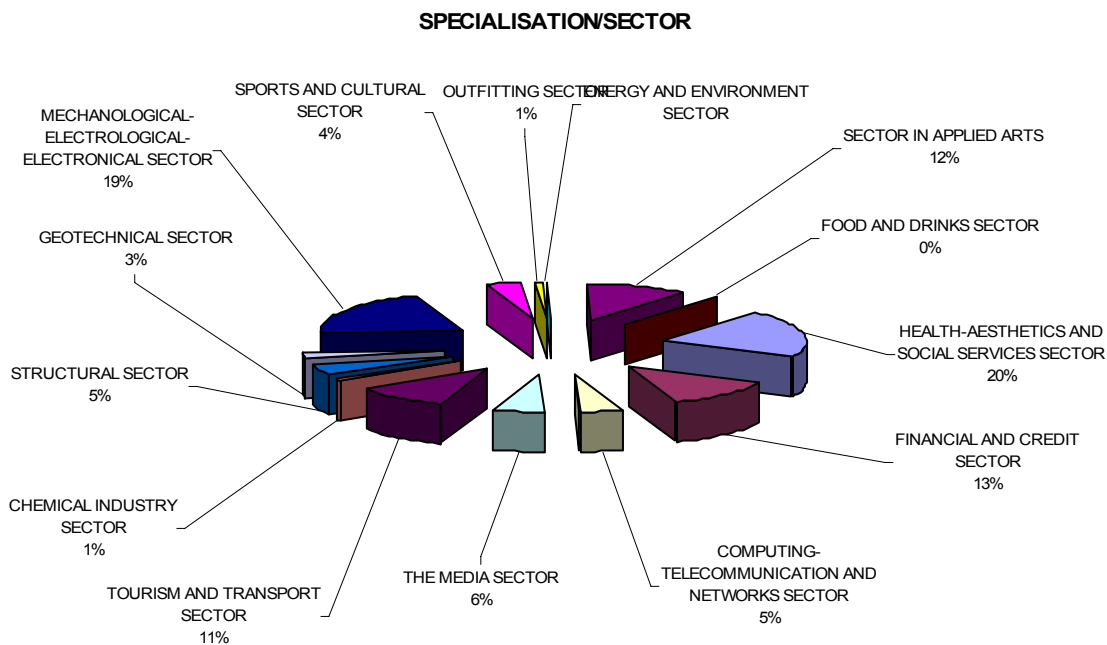 SPECIALISATION/SECTOR
SPORTS AND CULTURAL
SECTOR
4%
OUTFITTING SECTOR
1%
ENERGY AND ENVIRONMENT
SECTOR
MECHANOLOGICAL-
ELECTROLOGICAL-
ELECTRONICAL SECTOR
19%
SECTOR IN APPLIED ARTS
12%
GEOTECHNICAL SECTOR
3%
FOOD AND DRINKS SECTOR
0%
HEALTH-AESTHETICS AND
SOCIAL SERVICES SECTOR
20%
STRUCTURAL SECTOR
5%
FINANCIAL AND CREDIT
SECTOR
13%
CHEMICAL INDUSTRY
SECTOR
1%
TOURISM AND TRANSPORT
SECTOR
11%
THE MEDIA SECTOR
6%
COMPUTING-
TELECOMMUNICATION AND
NETWORKS SECTOR
5%